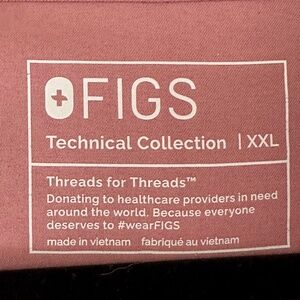 FIGS
Technical Collection | XXL
Threads for Threads™
Donating to healthcare providers in need
around the world. Because everyone
deserves to #wearFIGS
made in vietnam fabriqué au vietnam